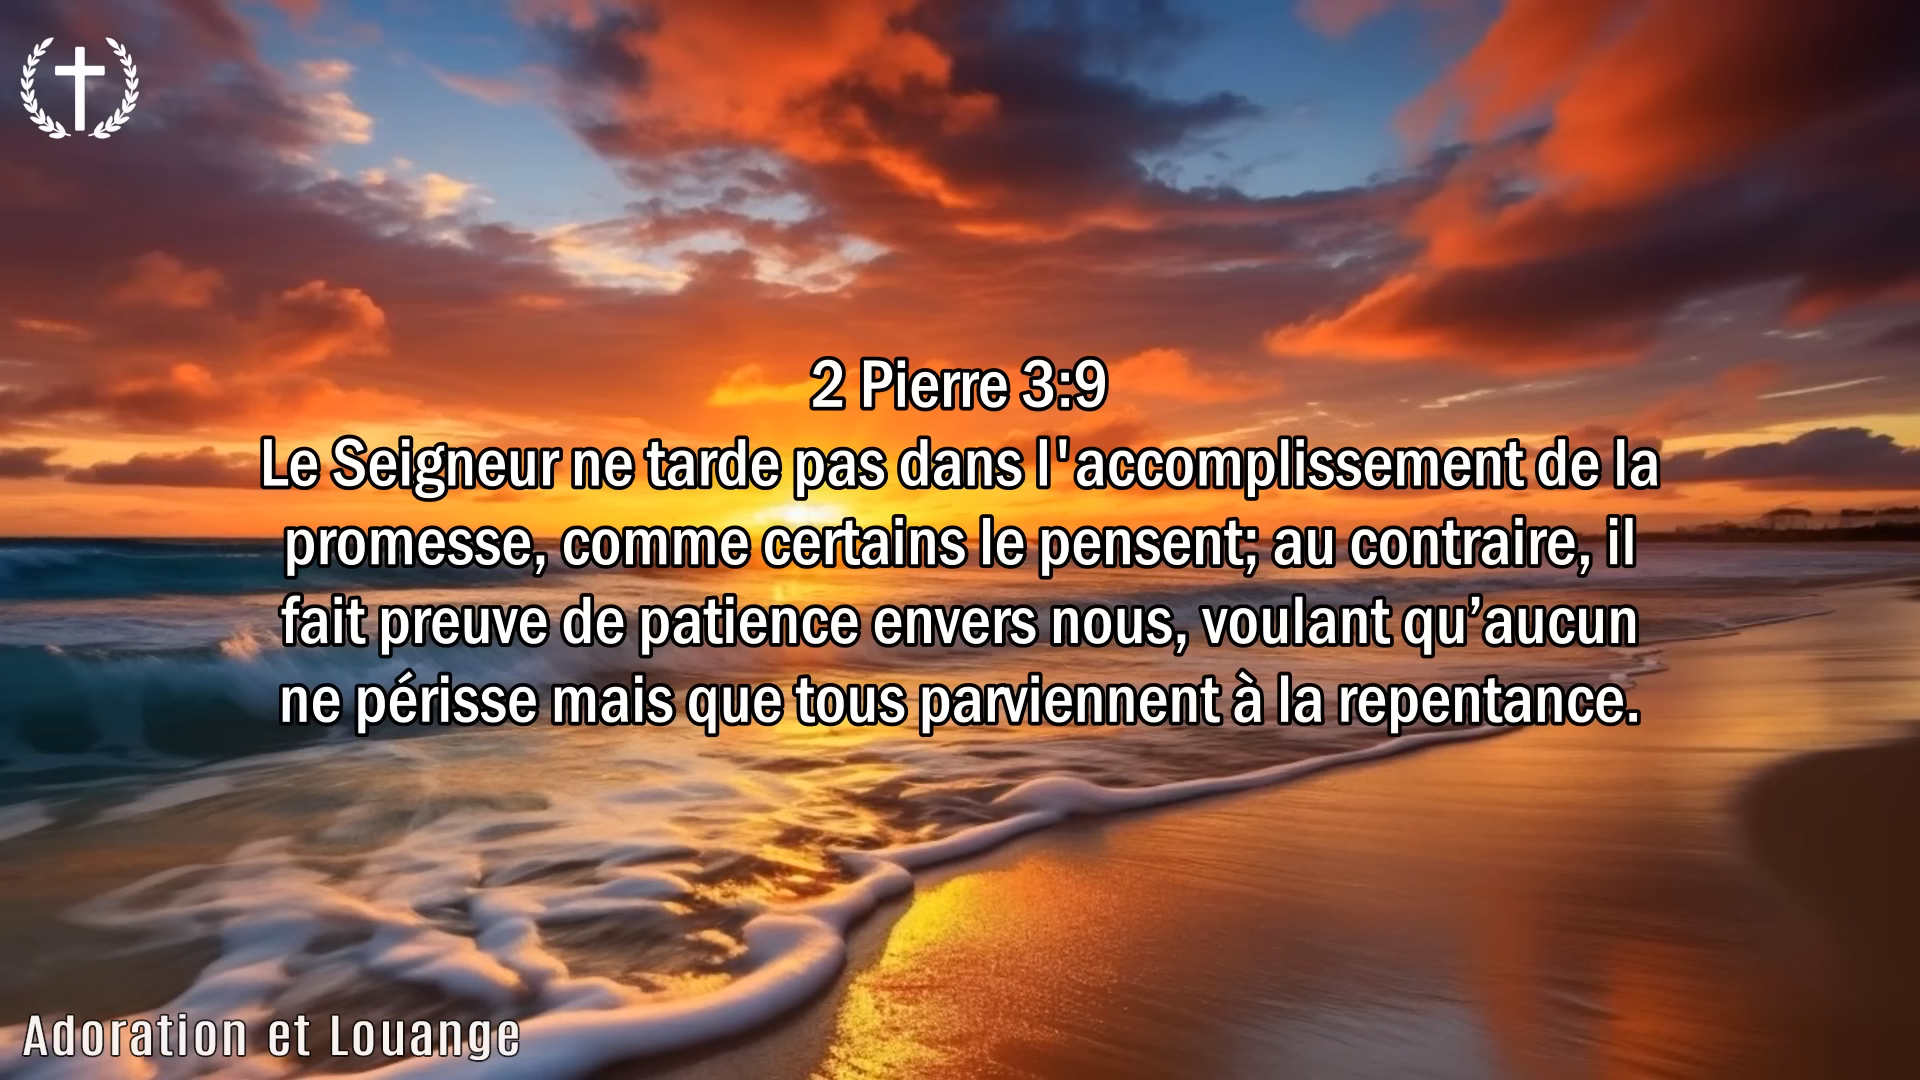 2 Pierre 3:9
Le Seigneur ne tarde pas dans l'accomplissement de la
promesse, comme certains le pensent; au contraire, il
fait preuve de patience envers nous, voulant qu’aucun
ne périsse mais que tous parviennent à la repentance.
Adoration et Louange